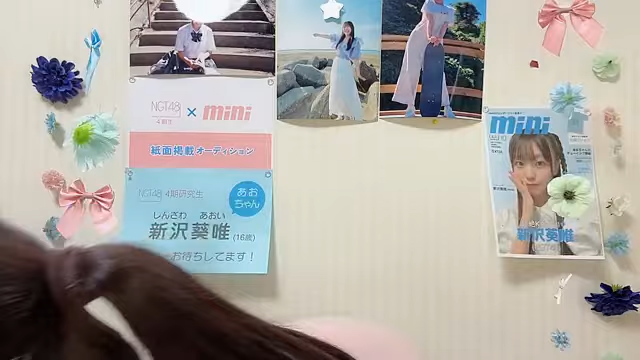 NGT48
4期生
×
mini
紙面掲載オーディション
NGT48 4期研究生
あお
ちゃん
しんざわ あおい
新沢葵唯(16歳)
お待ちしてます!
mini
新沢葵唯